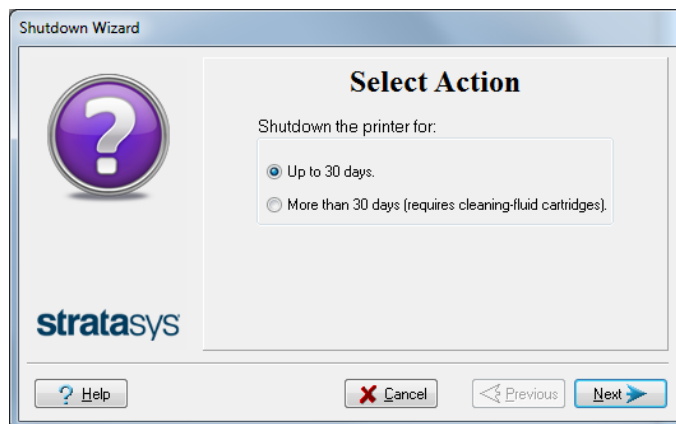 Shutdown Wizard
Select Action
Shutdown the printer for:
Up to 30 days.
More than 30 days (requires cleaning-fluid cartridges).
stratasys
? Help
Cancel
Previous
Next